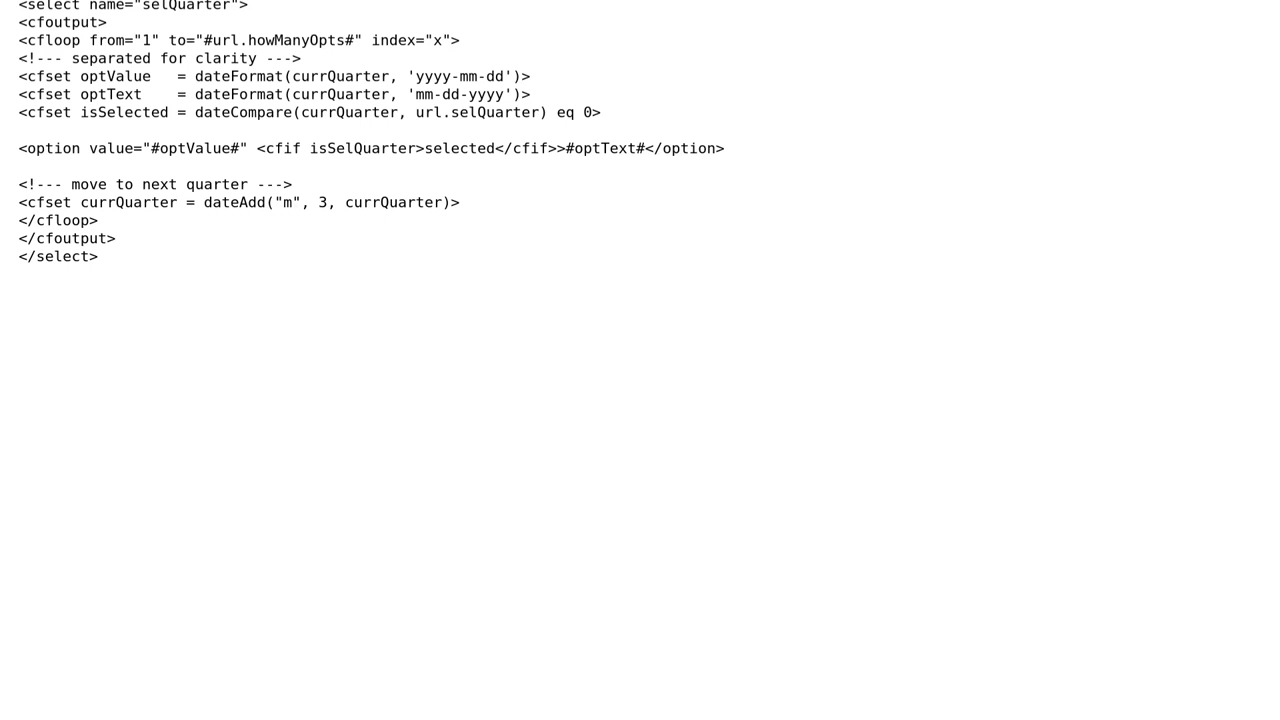 <select name="selQuarter">
<cfoutput>
<cfloop from="1" to="#url.howManyOpts#" index="x">
<!--- separated for clarity --->
<cfset optValue   = dateFormat(currQuarter, 'yyyy-mm-dd')>
<cfset optText    = dateFormat(currQuarter, 'mm-dd-yyyy')>
<cfset isSelected = dateCompare(currQuarter, url.selQuarter) eq 0>

<option value="#optValue#" <cfif isSelQuarter>selected</cfif>>#optText#</option>

<!--- move to next quarter --->
<cfset currQuarter = dateAdd("m", 3, currQuarter)>
</cfloop>
</cfoutput>
</select>